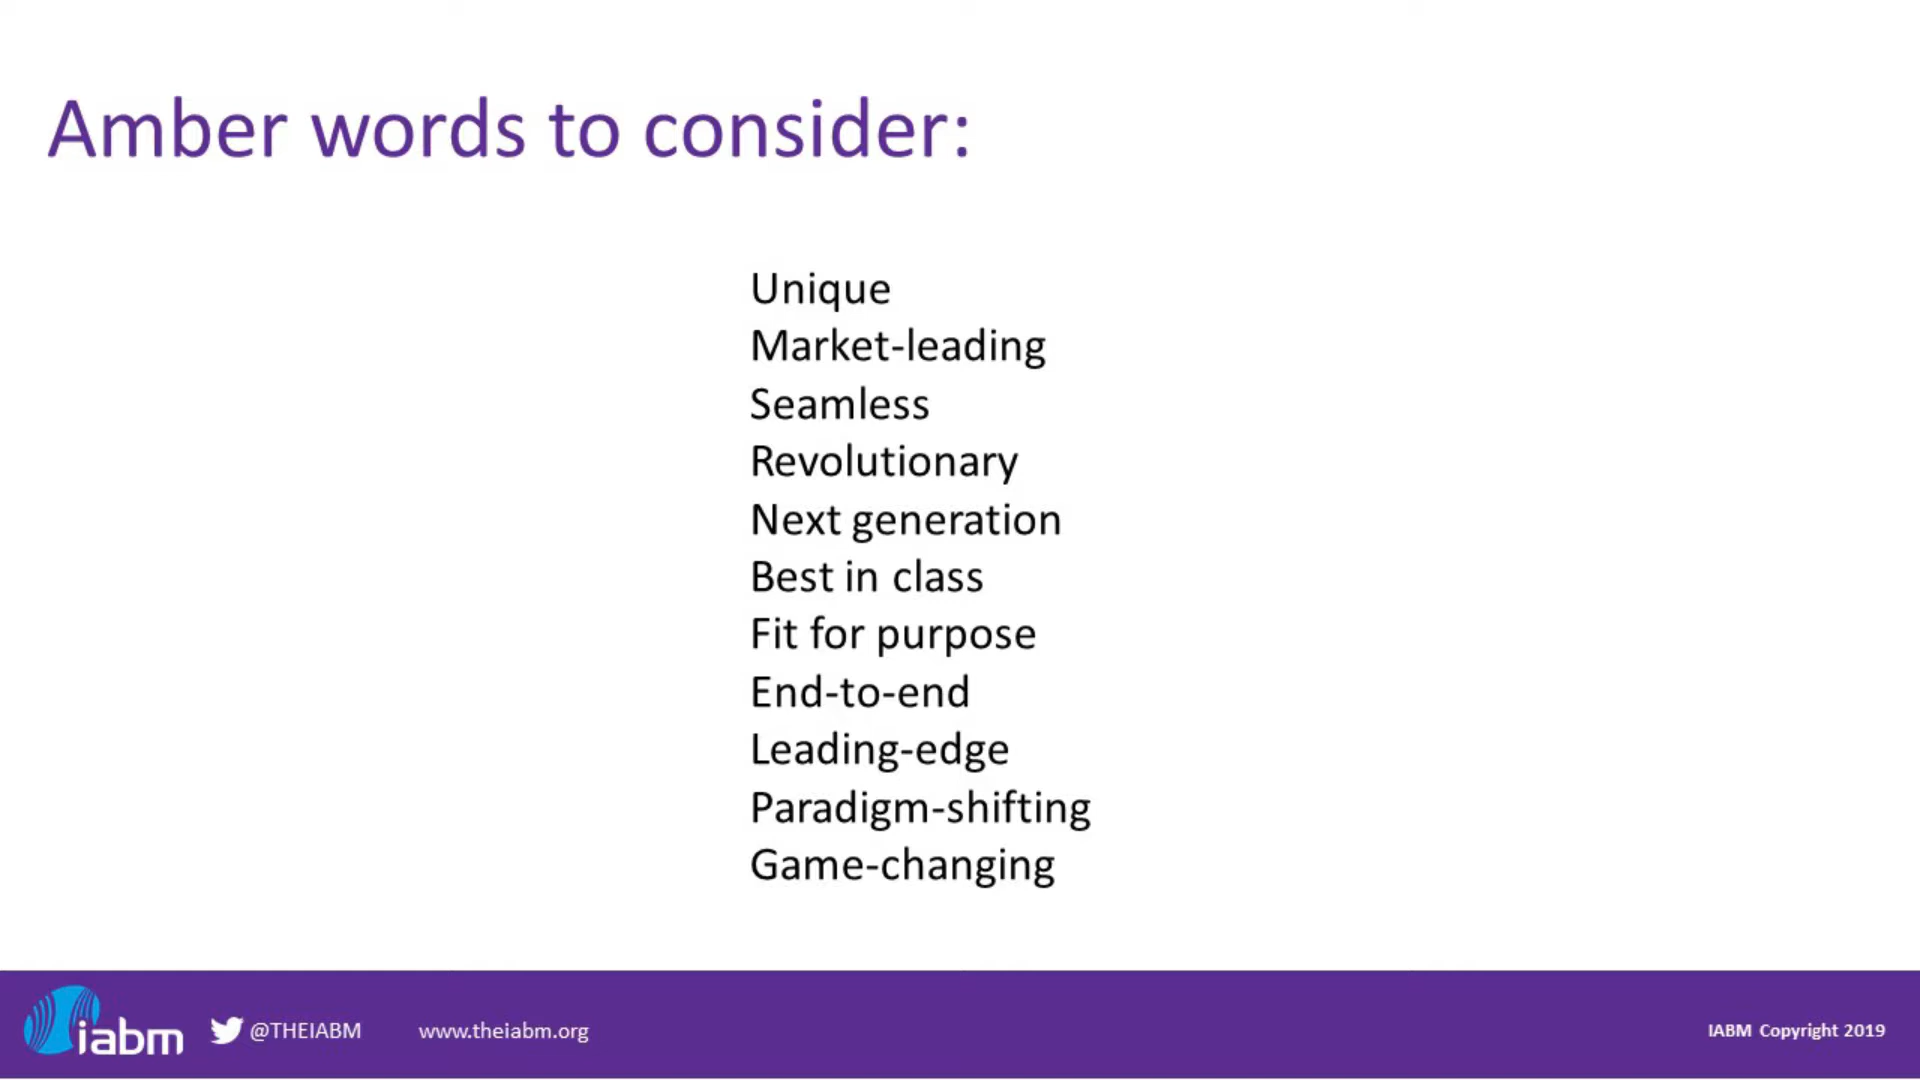 Amber words to consider:
Unique
Market-leading
Seamless
Revolutionary
Next generation
Best in class
Fit for purpose
End-to-end
Leading-edge
Paradigm-shifting
Game-changing
iabm @THEIABM www.theiabm.org IABM Copyright 2019